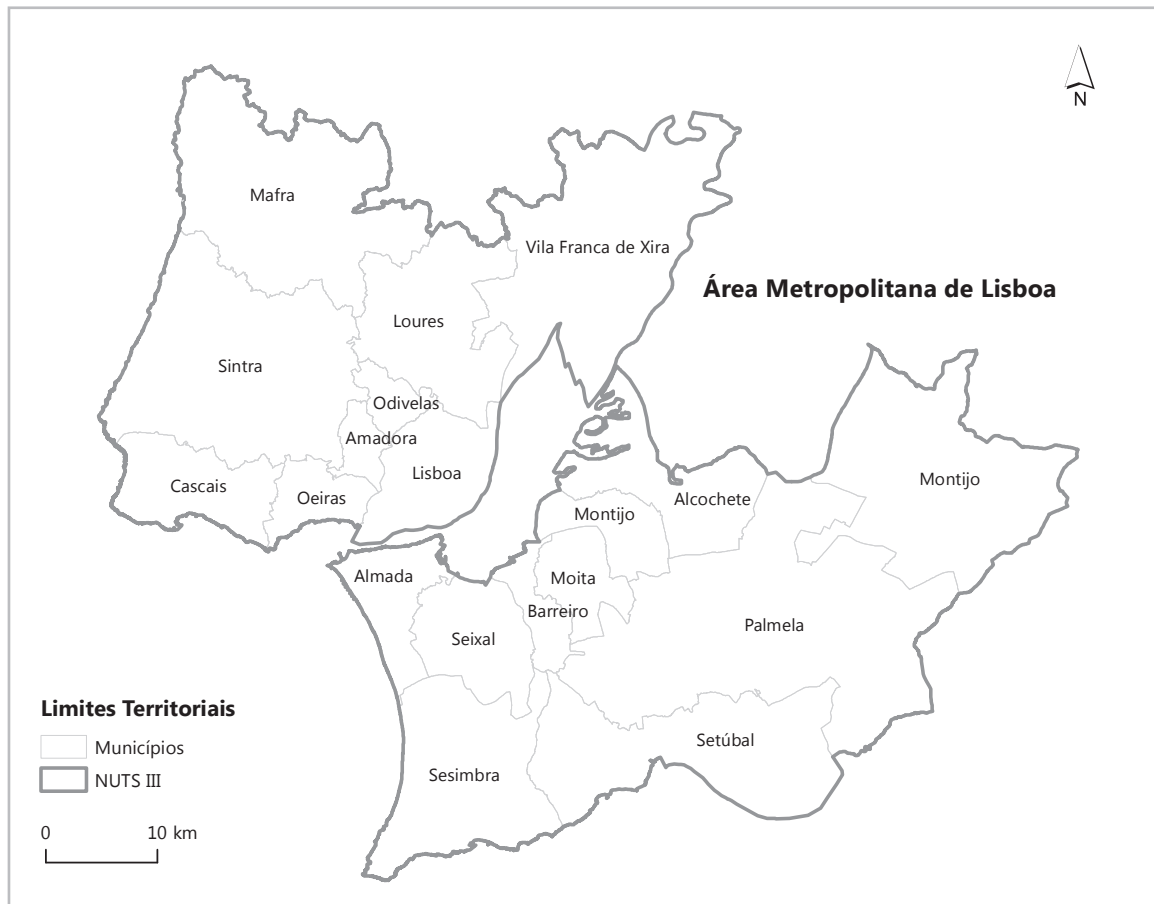 N
Mafra
Vila Franca de Xira
Área Metropolitana de Lisboa
Loures
Sintra
Odivelas
Amadora
Lisboa
Cascais
Oeiras
Montijo
Alcochete
Montijo
Almada
Moita
Barreiro
Seixal
Palmela
Setúbal
Sesimbra
Limites Territoriais
Municípios
NUTS III
0 10 km